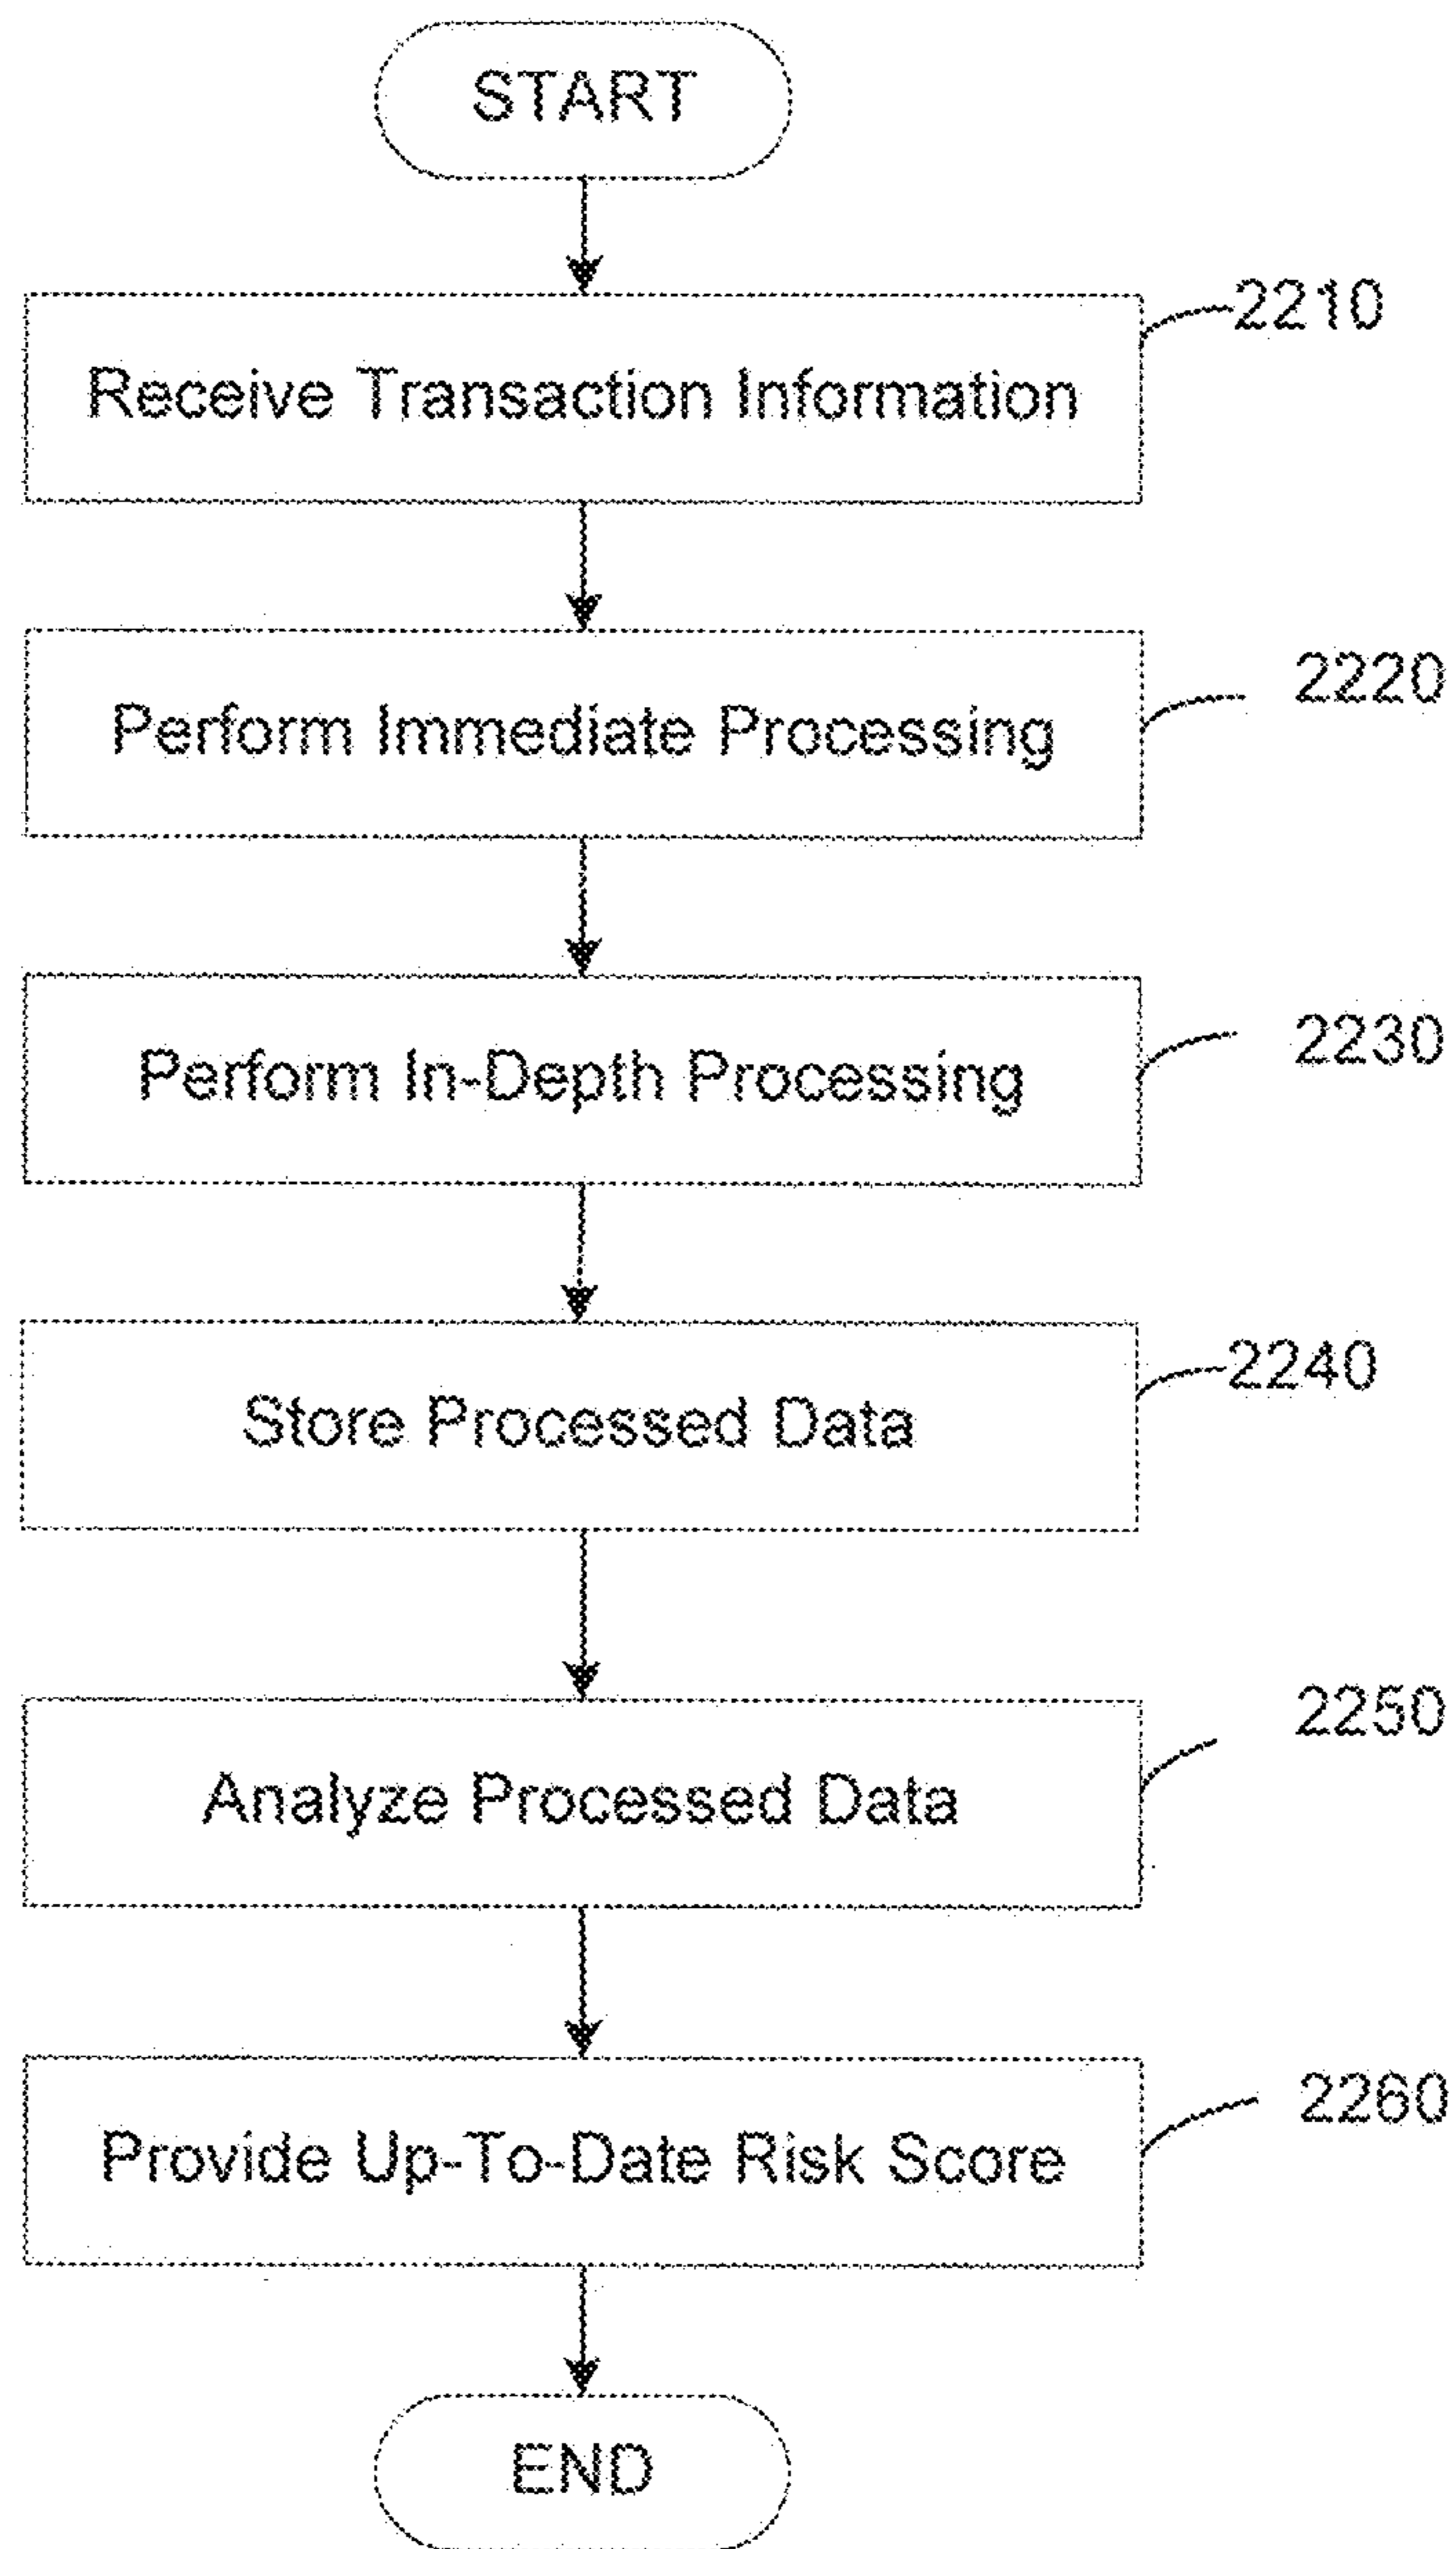 START
2210
Receive Transaction Information
2220
Perform Immediate Processing
2230
Perform In-Depth Processing
2240
Store Processed Data
2250
Analyze Processed Data
2260
Provide Up-To-Date Risk Score
END